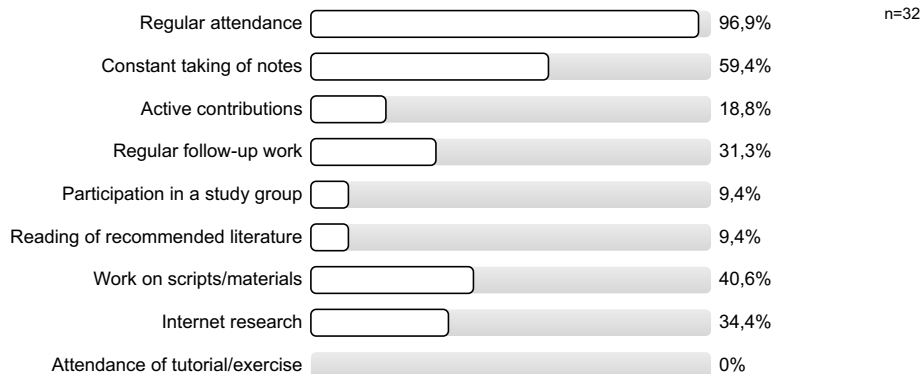 n=32
Regular attendance 96,9%
Constant taking of notes 59,4%
Active contributions 18,8%
Regular follow-up work 31,3%
Participation in a study group 9,4%
Reading of recommended literature 9,4%
Work on scripts/materials 40,6%
Internet research 34,4%
Attendance of tutorial/exercise 0%